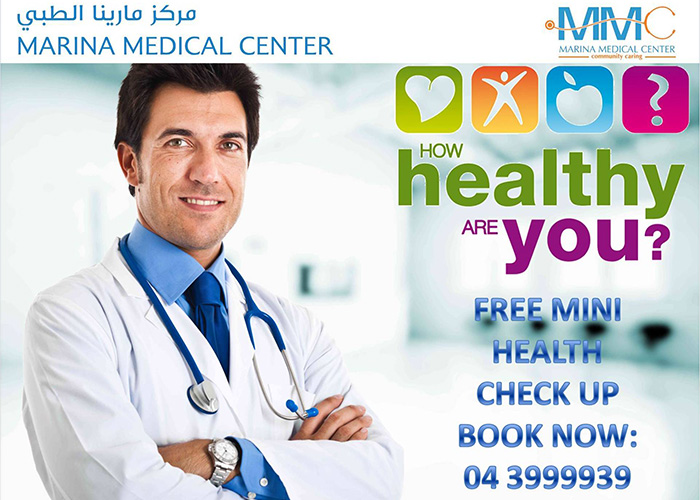 مركز مارينا الطبي
MARINA MEDICAL CENTER
MMC
MARINA MEDICAL CENTER
community caring
?
HOW
healthy
ARE you?
FREE MINI
HEALTH
CHECK UP
BOOK NOW:
04 3999939